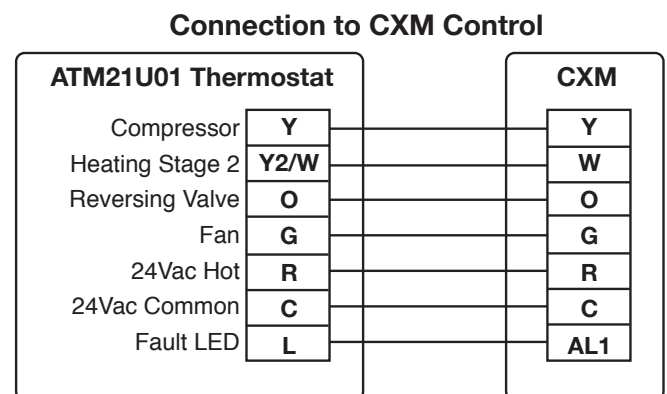 Connection to CXM Control
ATM21U01 Thermostat CXM
Compressor Y Y
Heating Stage 2 Y2/W W
Reversing Valve O O
Fan G G
24Vac Hot R R
24Vac Common C C
Fault LED L AL1